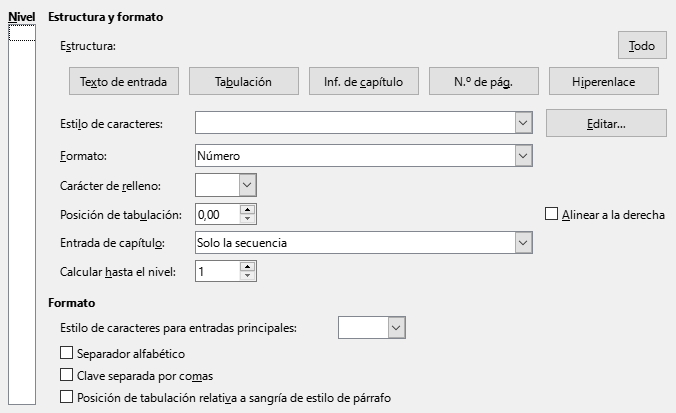 Nivel Estructura y formato
Estructura: Todo
Texto de entrada Tabulación Inf. de capítulo N.º de pág. Hiperenlace
Estilo de caracteres: Editar...
Formato: Número
Carácter de relleno:
Posición de tabulación: 0,00 Alinear a la derecha
Entrada de capítulo: Solo la secuencia
Calcular hasta el nivel: 1
Formato
Estilo de caracteres para entradas principales:
Separador alfabético
Clave separada por comas
Posición de tabulación relativa a sangría de estilo de párrafo